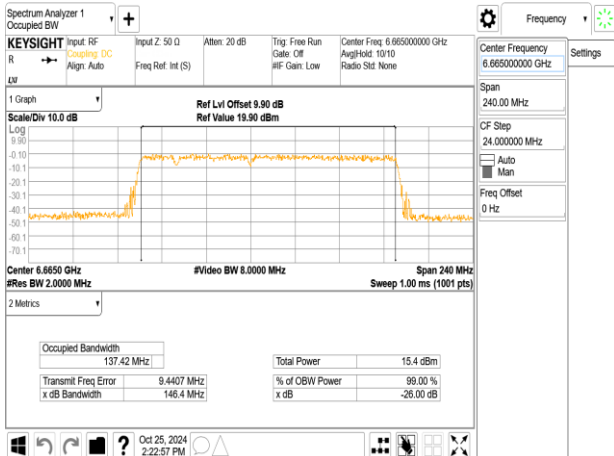 Spectrum Analyzer 1
Occupied BW
Frequency
KEYSIGHT
R
LXI
Input: RF
Coupling: DC
Align: Auto
Input Z: 50 Ω
Freq Ref: Int (S)
Atten: 20 dB
Trig: Free Run
Gate: Off
#IF Gain: Low
Center Freq: 6.665000000 GHz
Avg|Hold: 10/10
Radio Std: None
Center Frequency
6.665000000 GHz
Settings
Span
240.00 MHz
CF Step
24.000000 MHz
Auto
Man
Freq Offset
0 Hz
1 Graph
Scale/Div 10.0 dB
Ref Lvl Offset 9.90 dB
Ref Value 19.90 dBm
Log
9.90
-0.10
-10.1
-20.1
-30.1
-40.1
-50.1
-60.1
-70.1
Center 6.6650 GHz
#Res BW 2.0000 MHz
#Video BW 8.0000 MHz
Span 240 MHz
Sweep 1.00 ms (1001 pts)
2 Metrics
Occupied Bandwidth
137.42 MHz
Total Power 15.4 dBm
Transmit Freq Error 9.4407 MHz
% of OBW Power 99.00 %
x dB Bandwidth 146.4 MHz
x dB -26.00 dB
?
Oct 25, 2024
2:22:57 PM